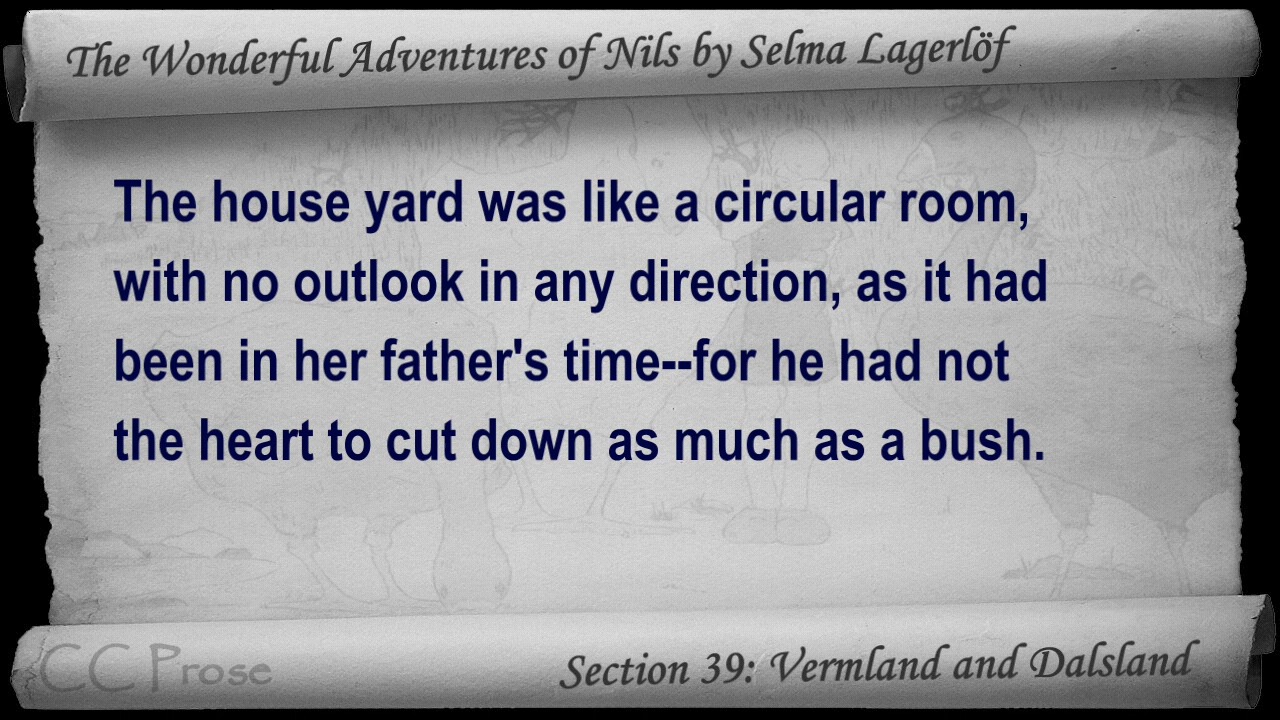 The Wonderful Adventures of Nils by Selma Lagerlöf
The house yard was like a circular room,
with no outlook in any direction, as it had
been in her father's time--for he had not
the heart to cut down as much as a bush.
CC Prose
Section 39: Vermland and Dalsland